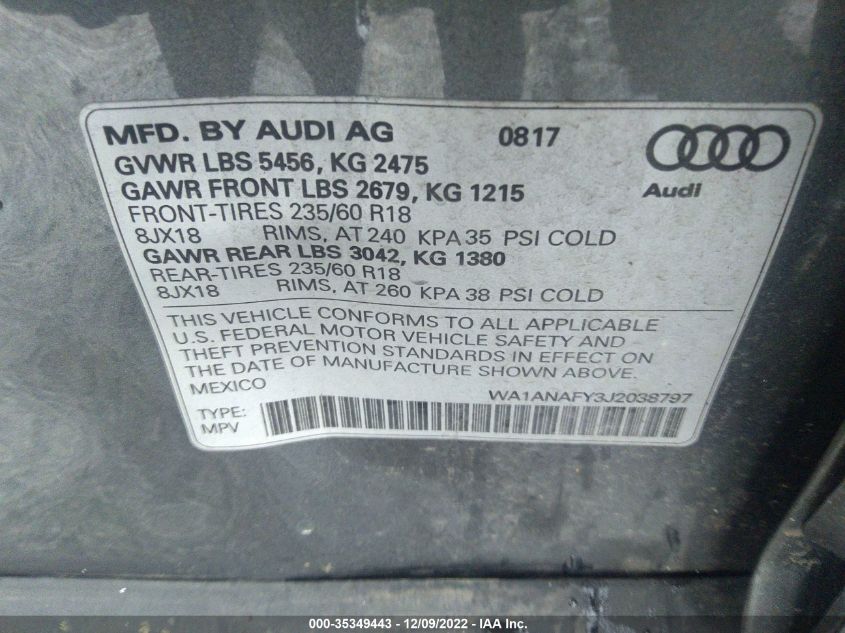 MFD. BY AUDI AG 0817
GVWR LBS 5456, KG 2475
GAWR FRONT LBS 2679, KG 1215
Audi
FRONT-TIRES 235/60 R18
8JX18 RIMS, AT 240 KPA 35 PSI COLD
GAWR REAR LBS 3042, KG 1380
REAR-TIRES 235/60 R18
8JX18 RIMS, AT 260 KPA 38 PSI COLD
THIS VEHICLE CONFORMS TO ALL APPLICABLE
U.S. FEDERAL MOTOR VEHICLE SAFETY AND
THEFT PREVENTION STANDARDS IN EFFECT ON
THE DATE OF MANUFACTURE SHOWN ABOVE.
MEXICO
WA1ANAFY3J2038797
TYPE:
MPV
000-35349443 - 12/09/2022 - IAA Inc.